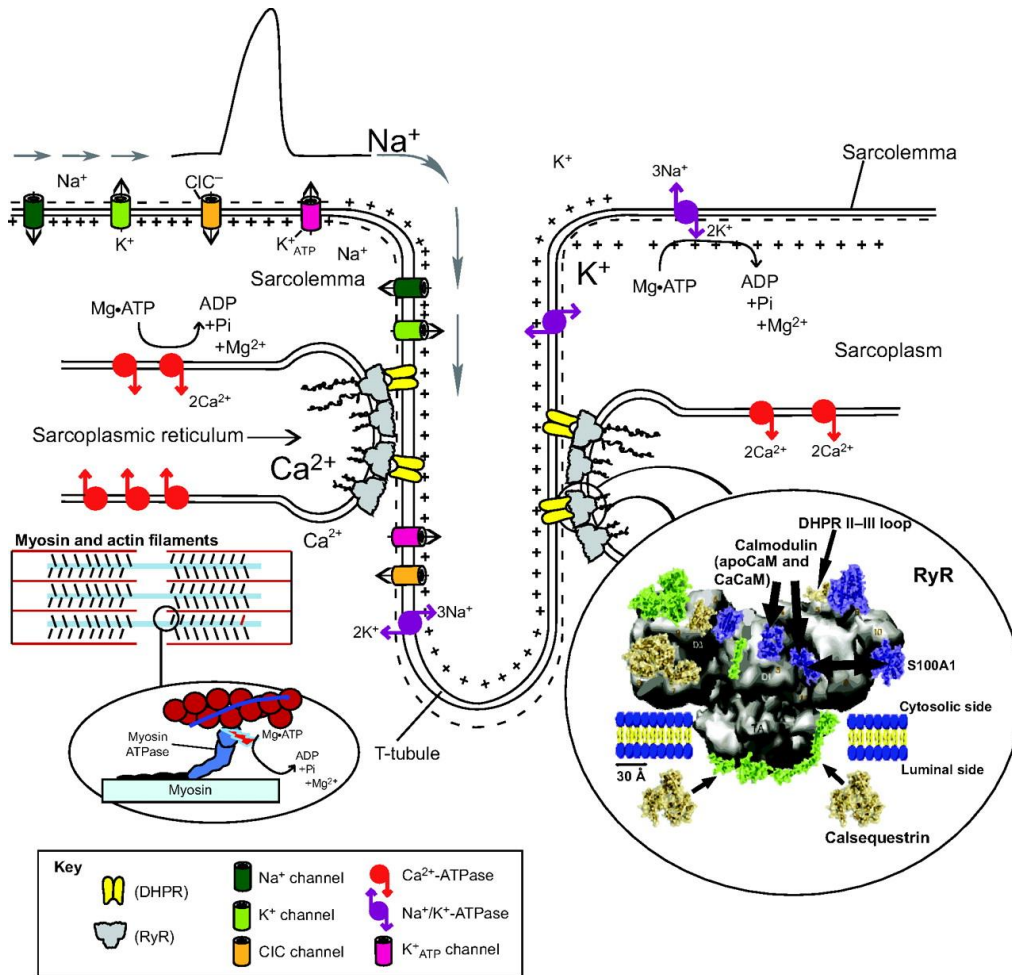 Na⁺
Na⁺
ClC⁻
K⁺
K⁺ATP
Na⁺
Sarcolemma
K⁺
3Na⁺
Sarcolemma
2K⁺
K⁺
Mg•ATP
ADP
+Pi
+Mg²⁺
Mg•ATP
ADP
+Pi
+Mg²⁺
2Ca²⁺
Sarcoplasm
Sarcoplasmic reticulum
Ca²⁺
2Ca²⁺
2Ca²⁺
Ca²⁺
Myosin and actin filaments
3Na⁺
2K⁺
T-tubule
Myosin
ATPase
Mg•ATP
ADP
+Pi
+Mg²⁺
Myosin
DHPR II–III loop
Calmodulin
(apoCaM and
CaCaM)
RyR
D3
10
S100A1
Cytosolic side
Luminal side
30 Å
Calsequestrin
Key
(DHPR)
(RyR)
Na⁺ channel
K⁺ channel
ClC channel
Ca²⁺-ATPase
Na⁺/K⁺-ATPase
K⁺ATP channel